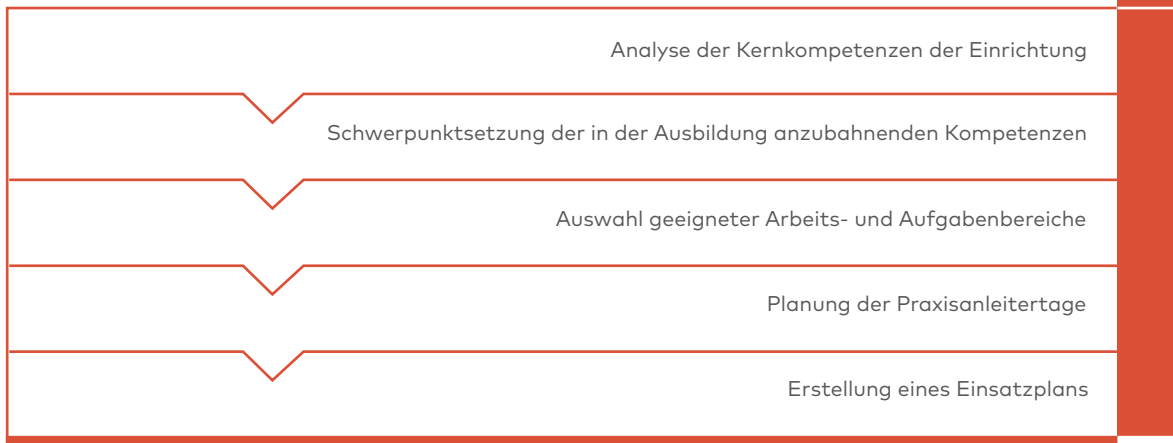 Analyse der Kernkompetenzen der Einrichtung
Schwerpunktsetzung der in der Ausbildung anzubahnenden Kompetenzen
Auswahl geeigneter Arbeits- und Aufgabenbereiche
Planung der Praxisanleitertage
Erstellung eines Einsatzplans